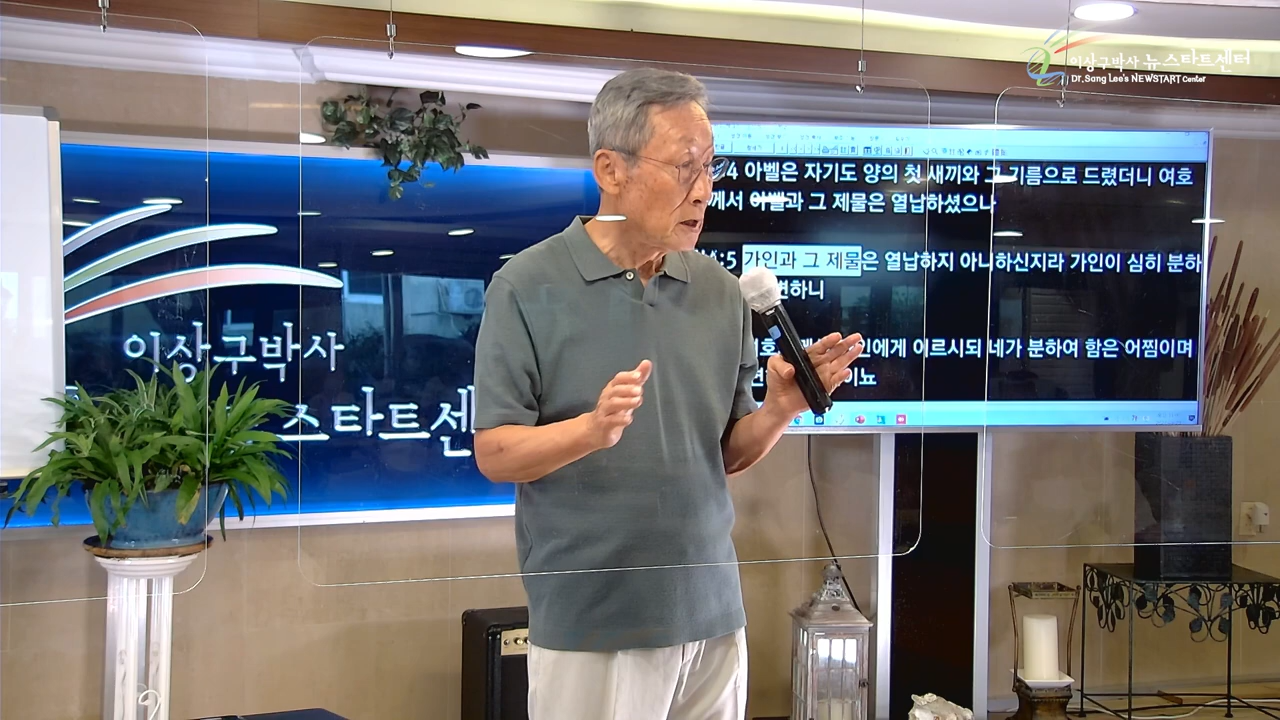 이상구박사 뉴스타트센터
Dr. Sang Lee's NEWSTART Center
4 아벨은 자기도 양의 첫 새끼와 그 기름으로 드렸더니 여호
께서 아벨과 그 제물은 열납하셨으나
:5 가인과 그 제물은 열납하지 아니하신지라 가인이 심히 분하
변하니
인에게 이르시되 네가 분하여 함은 어찜이며
이뇨
이상구박사
스타트센